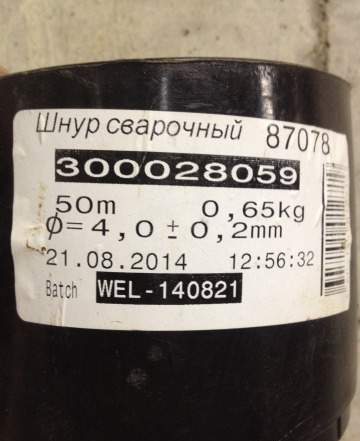 Шнур сварочный 87078
300028059
50m 0,65kg
φ=4,0 ± 0,2mm
21.08.2014 12:56:32
Batch WEL-140821